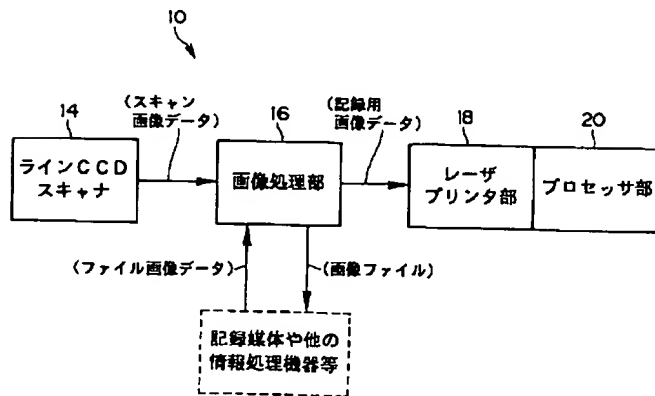 10
(スキャン
画像データ)
(記録用
画像データ)
14
16
18
20
ラインCCD
スキャナ
画像処理部
レーザ
プリンタ部
プロセッサ部
(ファイル画像データ)
(画像ファイル)
記録媒体や他の
情報処理機器等